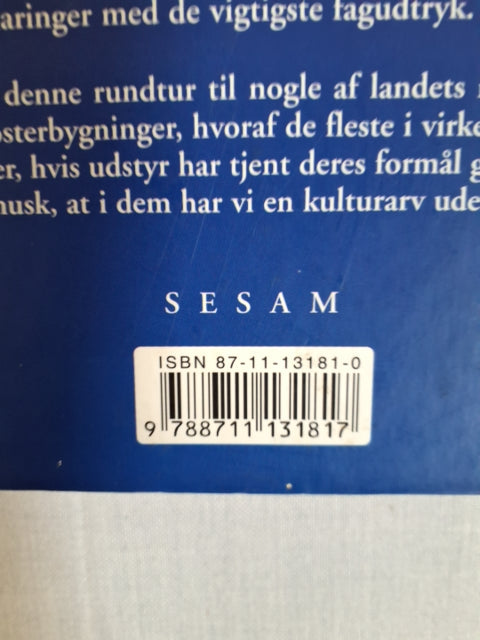 aringer med de vigtigste fagudtryk.
denne rundtur til nogle af landets
osterbygninger, hvoraf de fleste i virke
er, hvis udstyr har tjent deres formål g
husk, at i dem har vi en kulturarv ude
SESAM
ISBN 87-11-13181-0
9 788711 131817